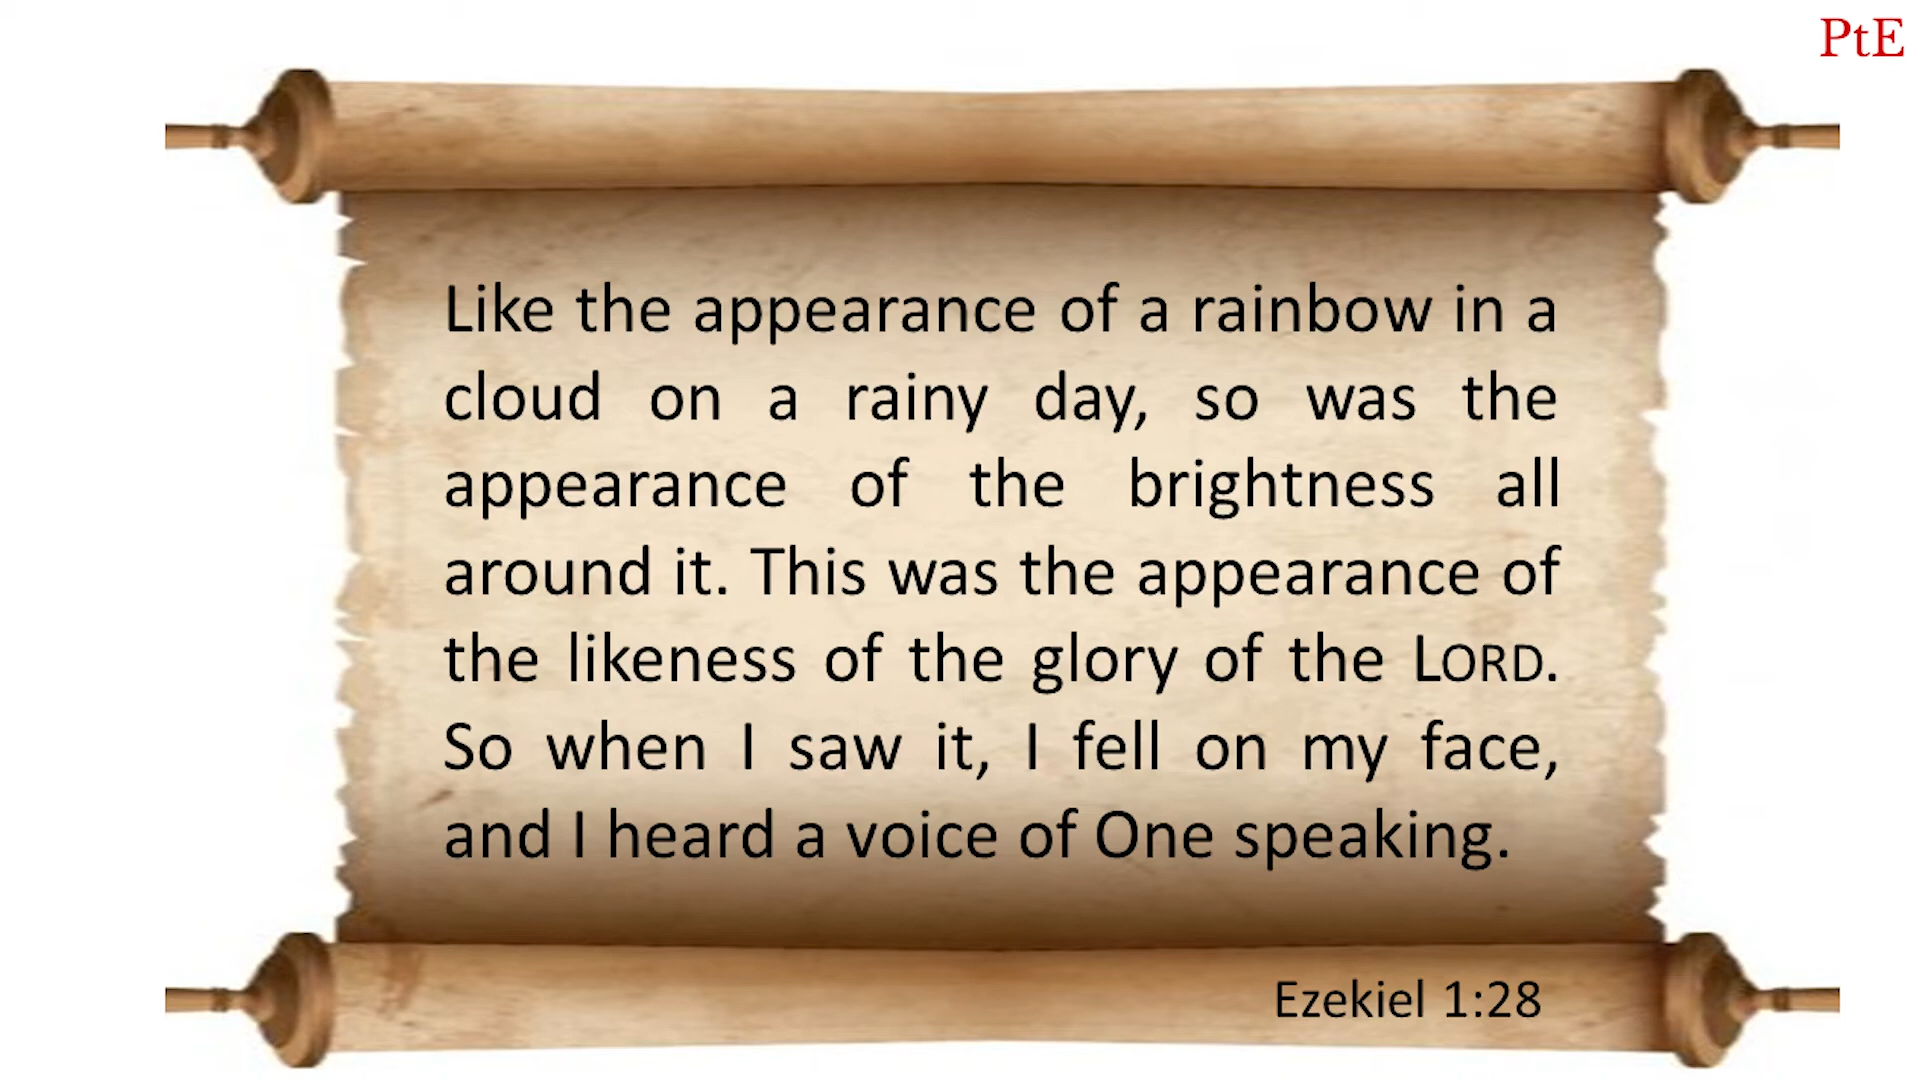 PtE
Like the appearance of a rainbow in a
cloud on a rainy day, so was the
appearance of the brightness all
around it. This was the appearance of
the likeness of the glory of the LORD.
So when I saw it, I fell on my face,
and I heard a voice of One speaking.
Ezekiel 1:28